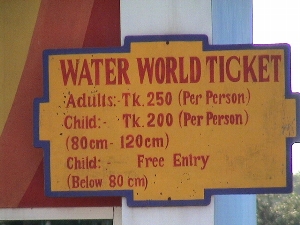 WATER WORLD TICKET
Adults:- Tk. 250 (Per Person)
Child:- Tk. 200 (Per Person)
(80cm- 120cm)
Child:- Free Entry
(Below 80 cm)